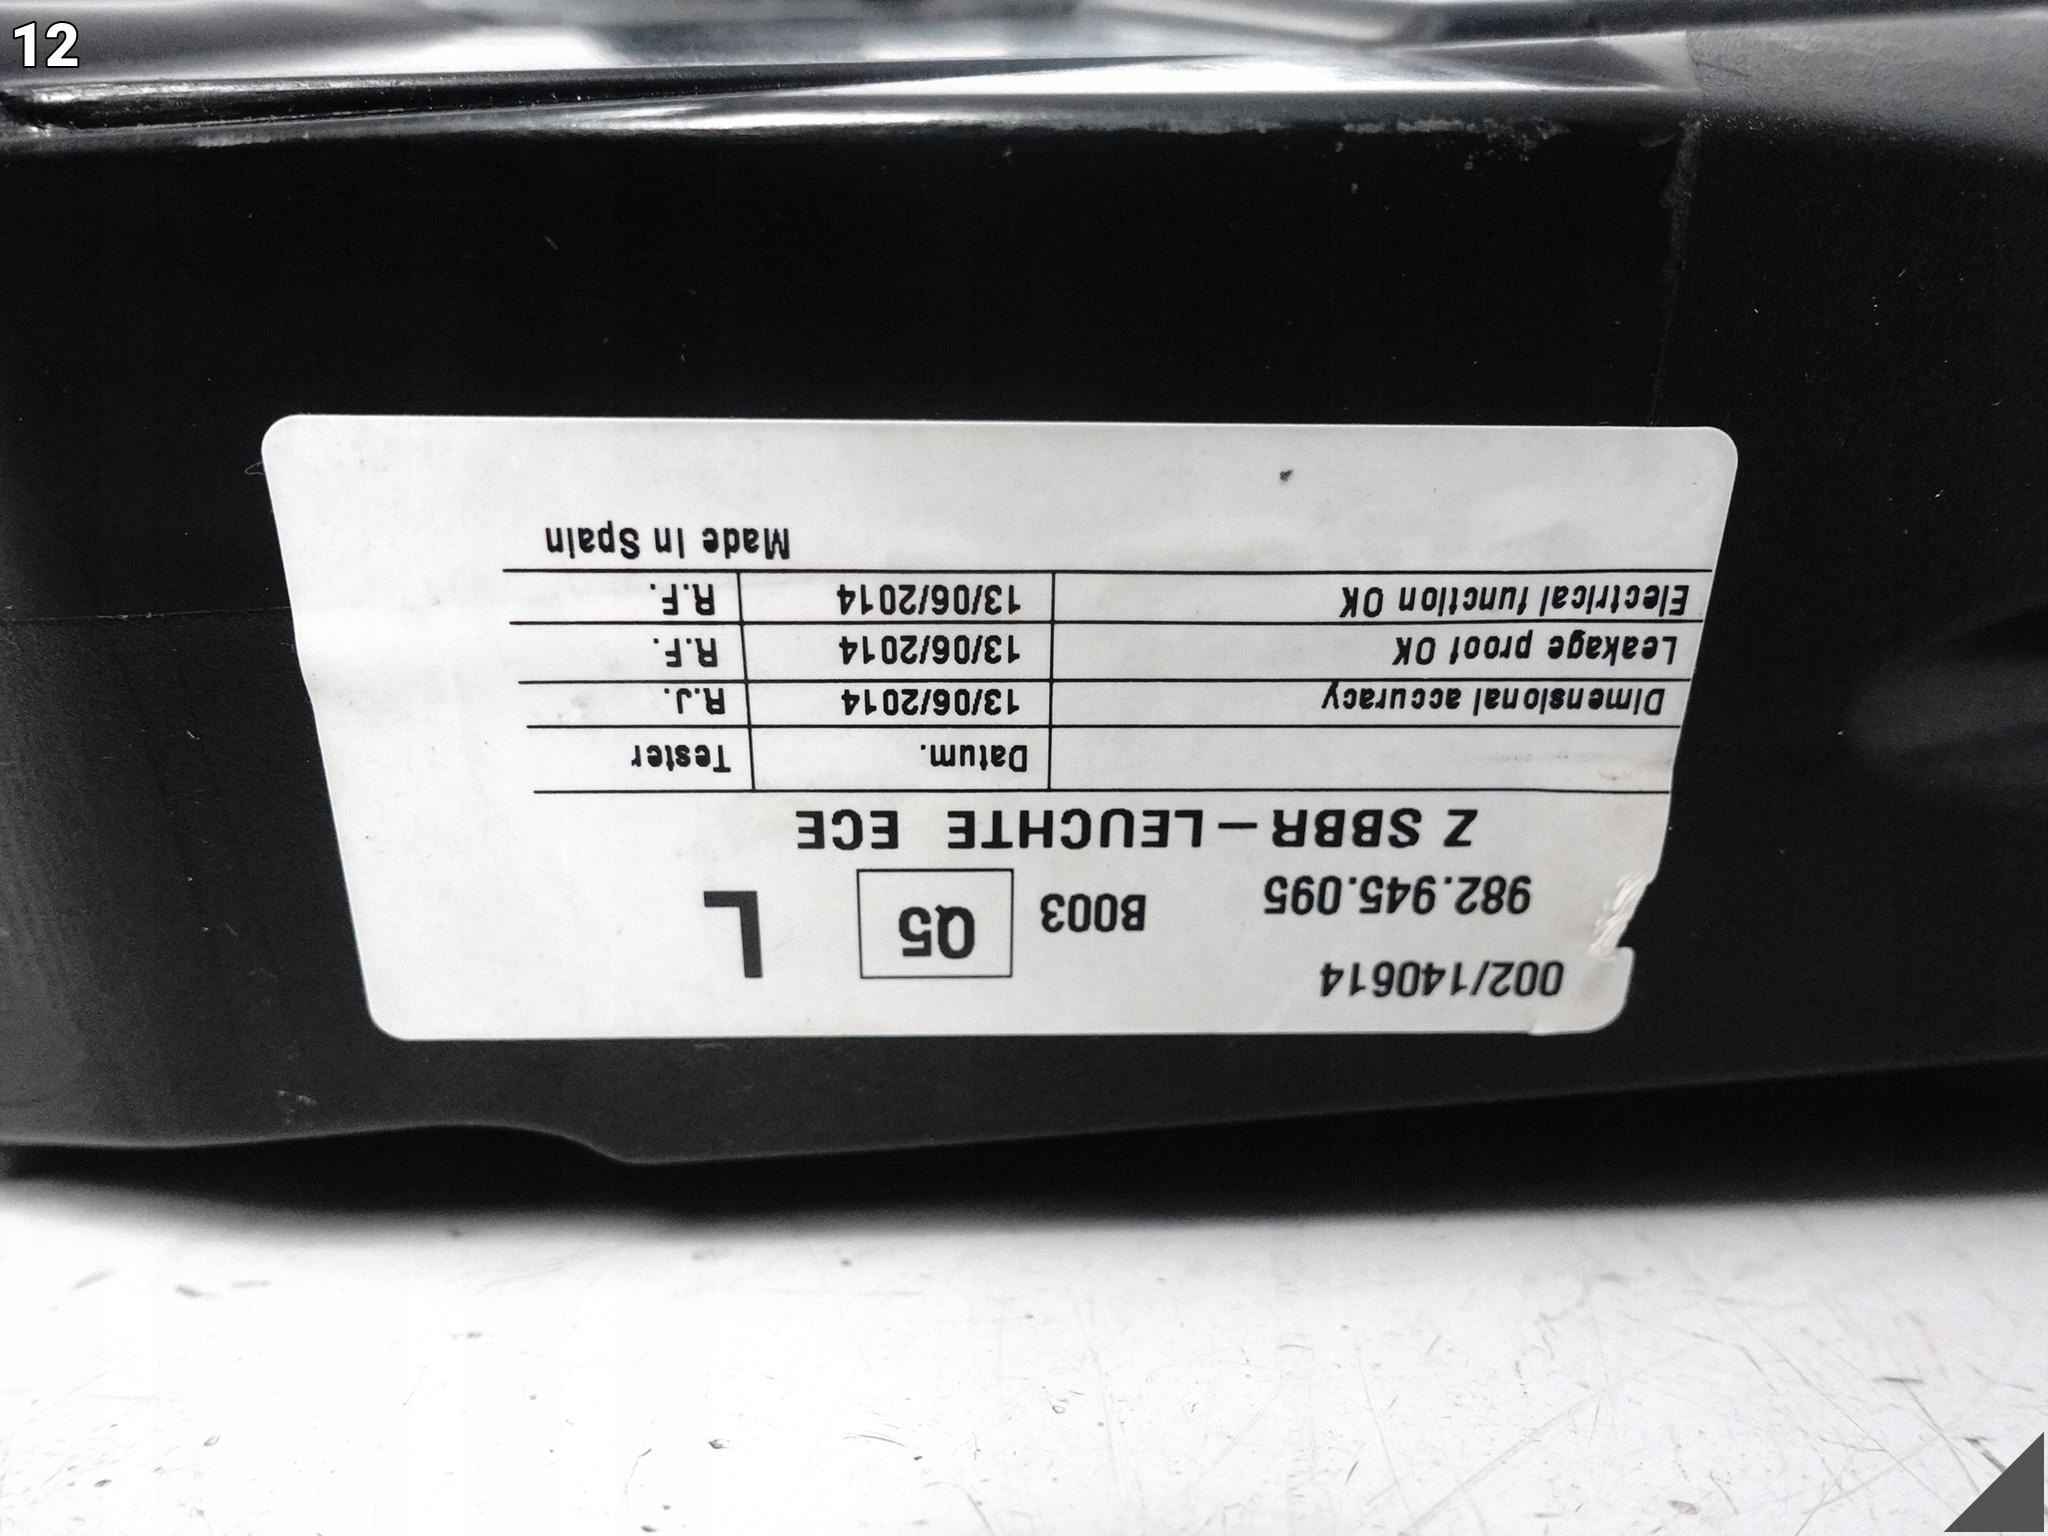 12
002/140614
982.945.095 B003 Q5 L
Z SBBR-LEUCHTE ECE
Datum. Tester
Dimensional accuracy 13/06/2014 R.J.
Leakage proof OK 13/06/2014 R.F.
Electrical function OK 13/06/2014 R.F.
Made In Spain